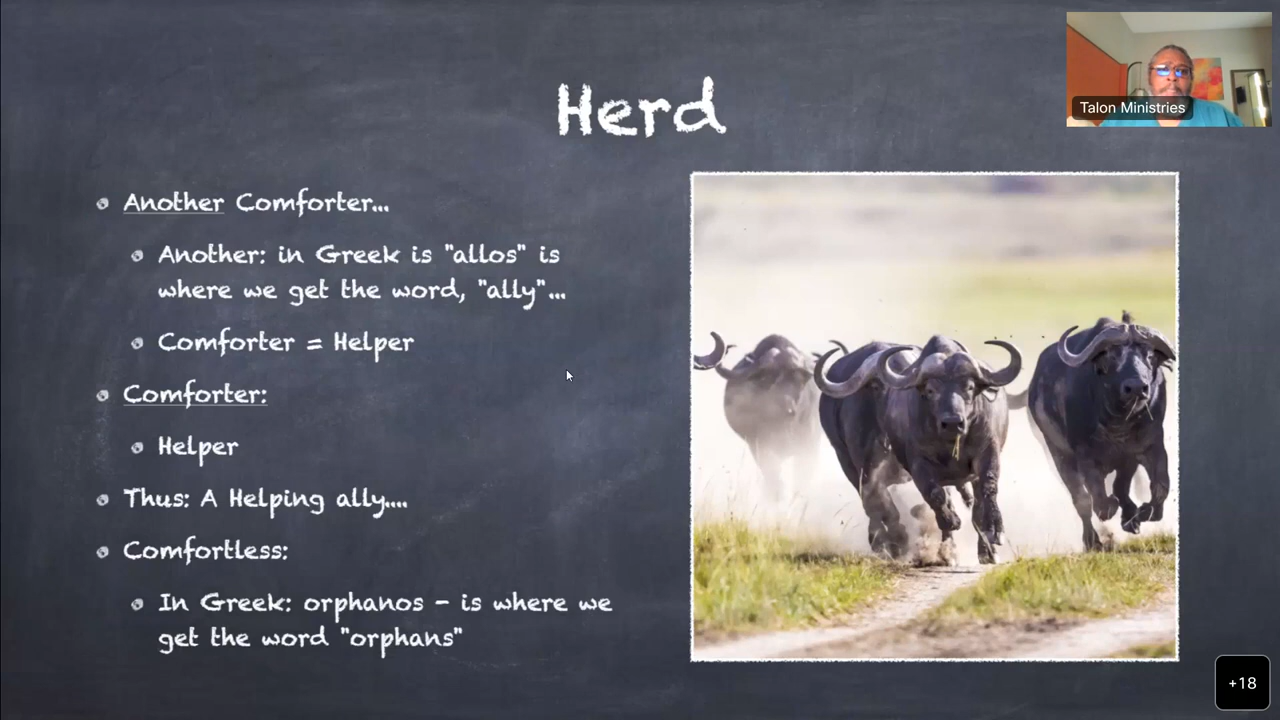 Herd
Talon Ministries
Another Comforter...
Another: in Greek is "allos" is
where we get the word, "ally"...
Comforter = Helper
Comforter:
Helper
Thus: A Helping ally....
Comfortless:
In Greek: orphanos - is where we
get the word "orphans"
+18